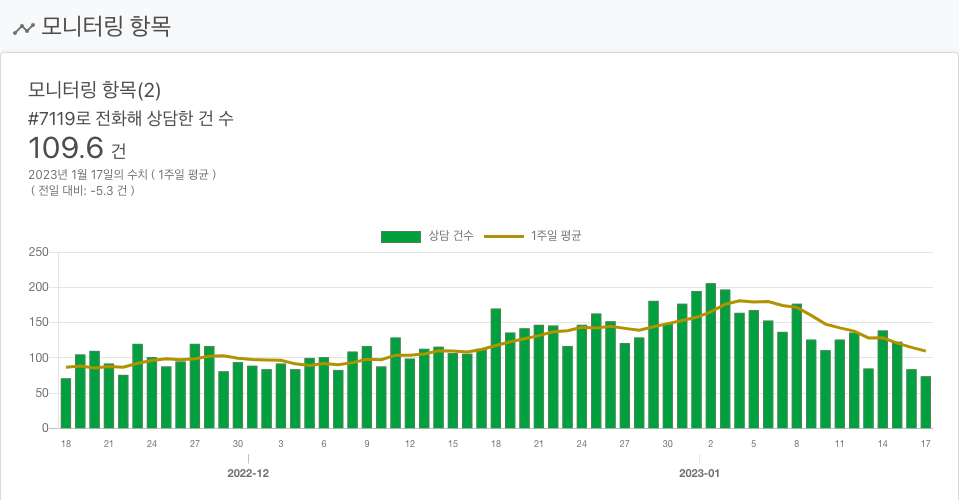 모니터링 항목
모니터링 항목(2)
#7119로 전화해 상담한 건 수
109.6 건
2023년 1월 17일의 수치 ( 1주일 평균 )
( 전일 대비: -5.3 건 )
상담 건수 1주일 평균
250
200
150
100
50
0
18 21 24 27 30 3 6 9 12 15 18 21 24 27 30 2 5 8 11 14 17
2022-12 2023-01